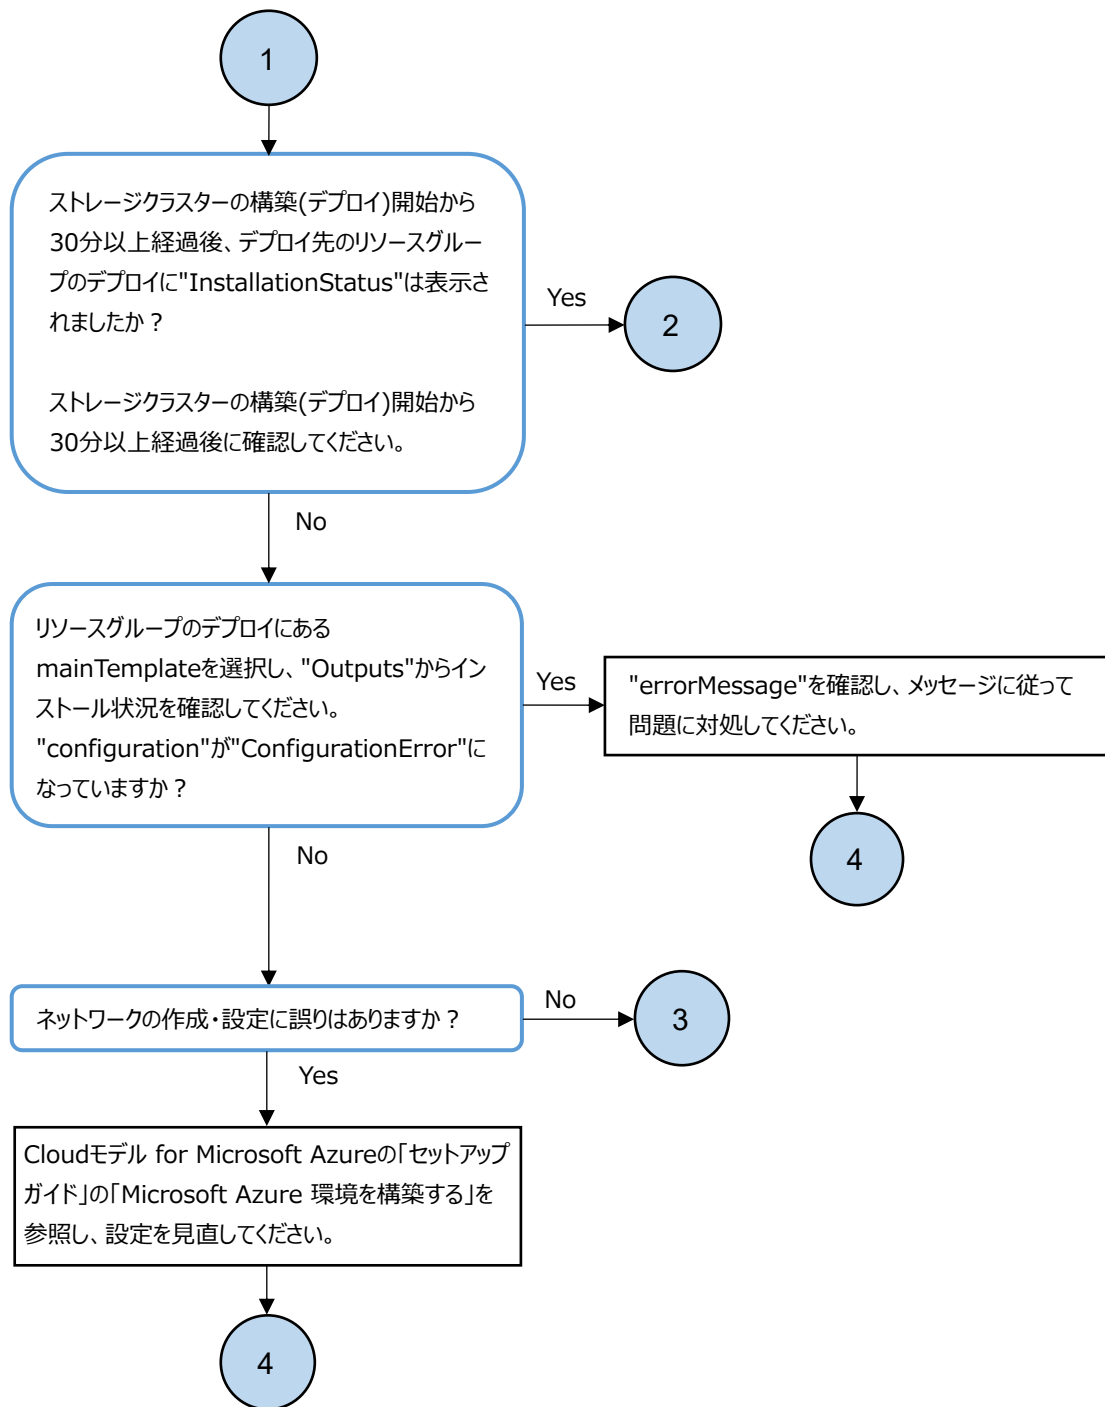 1
ストレージクラスターの構築(デプロイ)開始から
30分以上経過後、デプロイ先のリソースグルー
プのデプロイに"InstallationStatus"は表示さ
れましたか？
ストレージクラスターの構築(デプロイ)開始から
30分以上経過後に確認してください。
Yes
2
No
リソースグループのデプロイにある
mainTemplateを選択し、"Outputs"からイン
ストール状況を確認してください。
"configuration"が"ConfigurationError"に
なっていますか？
Yes
"errorMessage"を確認し、メッセージに従って
問題に対処してください。
4
No
ネットワークの作成・設定に誤りはありますか？
No
3
Yes
Cloudモデル for Microsoft Azureの「セットアップ
ガイド」の「Microsoft Azure 環境を構築する」を
参照し、設定を見直してください。
4